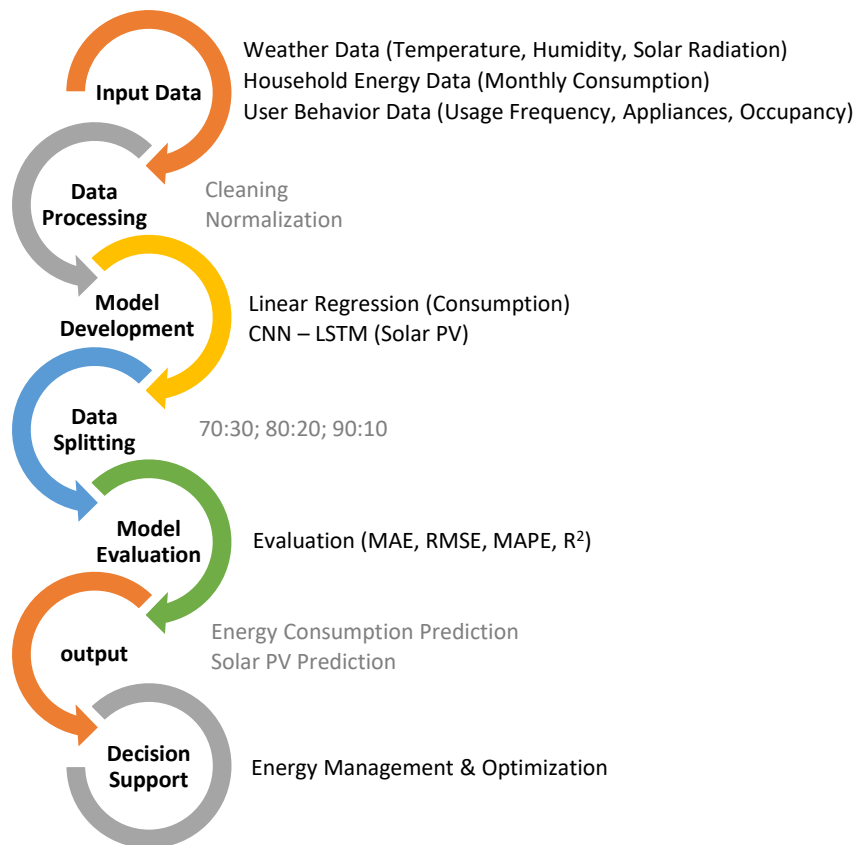 Input Data
Weather Data (Temperature, Humidity, Solar Radiation)
Household Energy Data (Monthly Consumption)
User Behavior Data (Usage Frequency, Appliances, Occupancy)
Data
Processing
Cleaning
Normalization
Model
Development
Linear Regression (Consumption)
CNN – LSTM (Solar PV)
Data
Splitting
70:30; 80:20; 90:10
Model
Evaluation
Evaluation (MAE, RMSE, MAPE, R²)
output
Energy Consumption Prediction
Solar PV Prediction
Decision
Support
Energy Management & Optimization